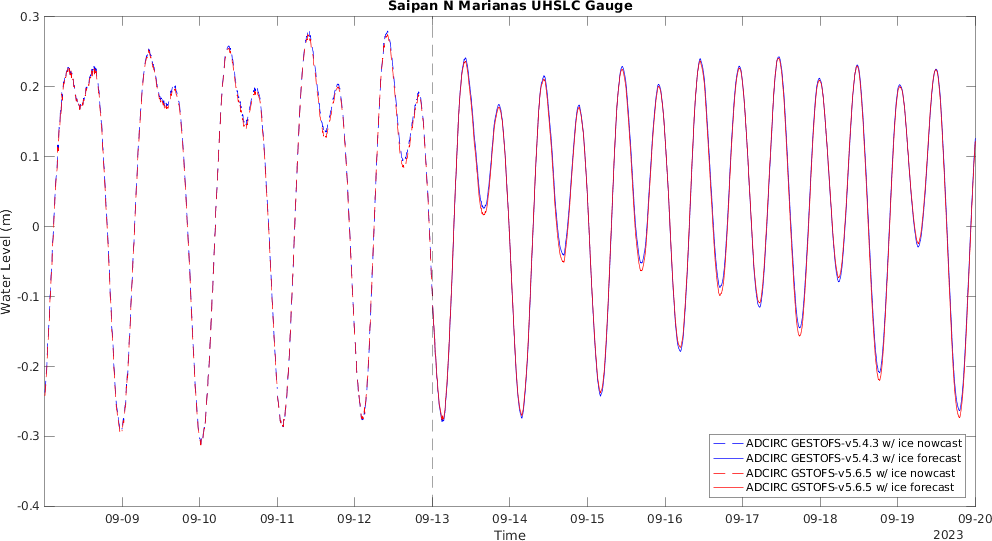 Saipan N Marianas UHSLC Gauge
0.3
0.2
0.1
0
-0.1
-0.2
-0.3
-0.4
Water Level (m)
ADCIRC GESTOFS-v5.4.3 w/ ice nowcast
ADCIRC GESTOFS-v5.4.3 w/ ice forecast
ADCIRC GSTOFS-v5.6.5 w/ ice nowcast
ADCIRC GSTOFS-v5.6.5 w/ ice forecast
09-09 09-10 09-11 09-12 09-13 09-14 09-15 09-16 09-17 09-18 09-19 09-20
Time
2023